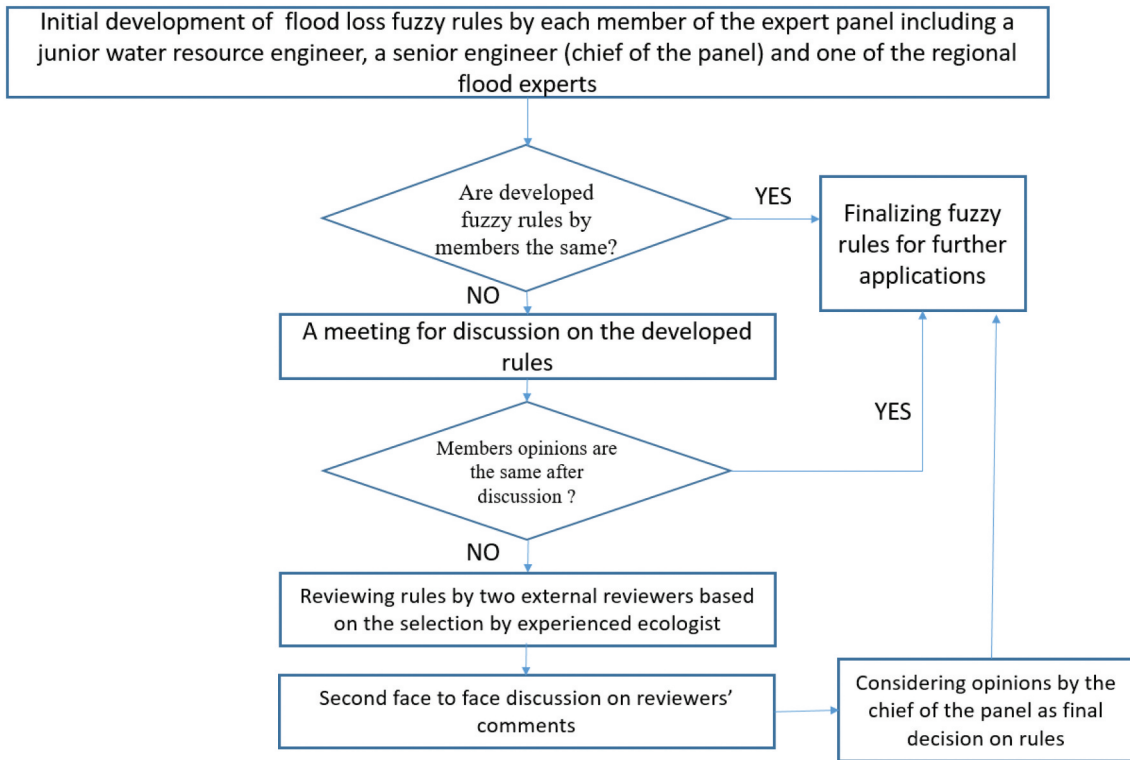 Initial development of flood loss fuzzy rules by each member of the expert panel including a
junior water resource engineer, a senior engineer (chief of the panel) and one of the regional
flood experts
Are developed
fuzzy rules by
members the same?
YES
Finalizing fuzzy
rules for further
applications
NO
A meeting for discussion on the developed
rules
YES
Members opinions are
the same after
discussion ?
NO
Reviewing rules by two external reviewers based
on the selection by experienced ecologist
Second face to face discussion on reviewers’
comments
Considering opinions by the
chief of the panel as final
decision on rules